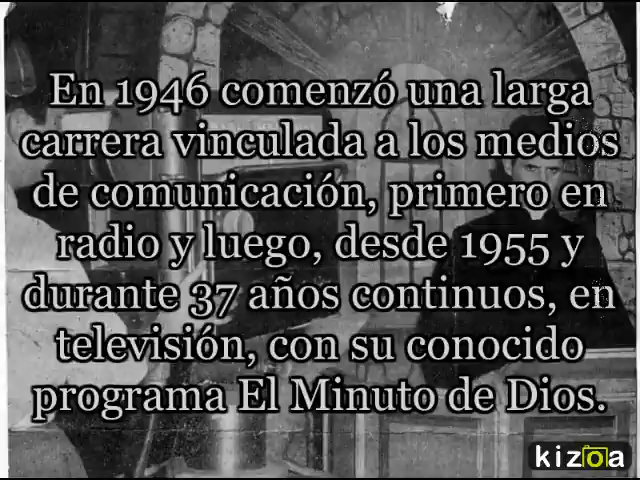 En 1946 comenzó una larga
carrera vinculada a los medios
de comunicación, primero en
radio y luego, desde 1955 y
durante 37 años continuos, en
televisión, con su conocido
programa El Minuto de Dios.
kizoa